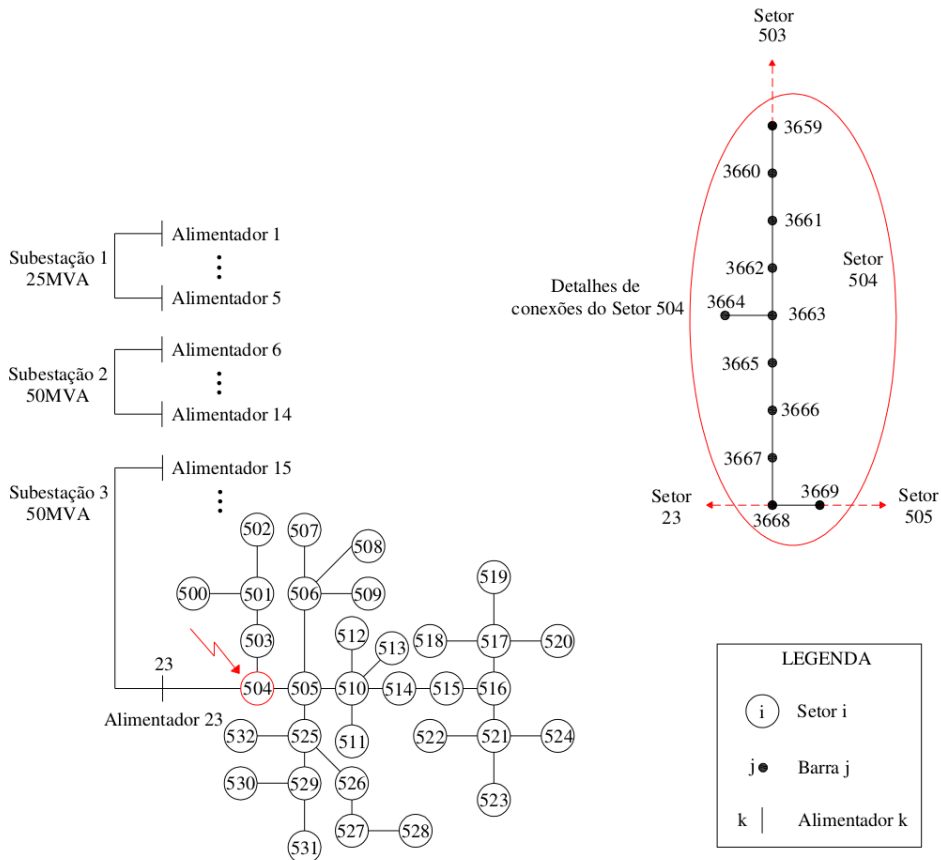 Setor
503
3659
3660
3661
3662
3664
3663
3665
3666
3667
3669
3668
Setor
504
Detalhes de
conexões do Setor 504
Setor
23
Setor
505
Subestação 1
25MVA
Alimentador 1
Alimentador 5
Subestação 2
50MVA
Alimentador 6
Alimentador 14
Subestação 3
50MVA
Alimentador 15
23
Alimentador 23
502
507
508
500
501
506
509
519
503
512
513
518
517
520
504
505
510
514
515
516
532
525
511
522
521
524
530
529
526
523
531
527
528
LEGENDA
i
Setor i
j
Barra j
k
Alimentador k